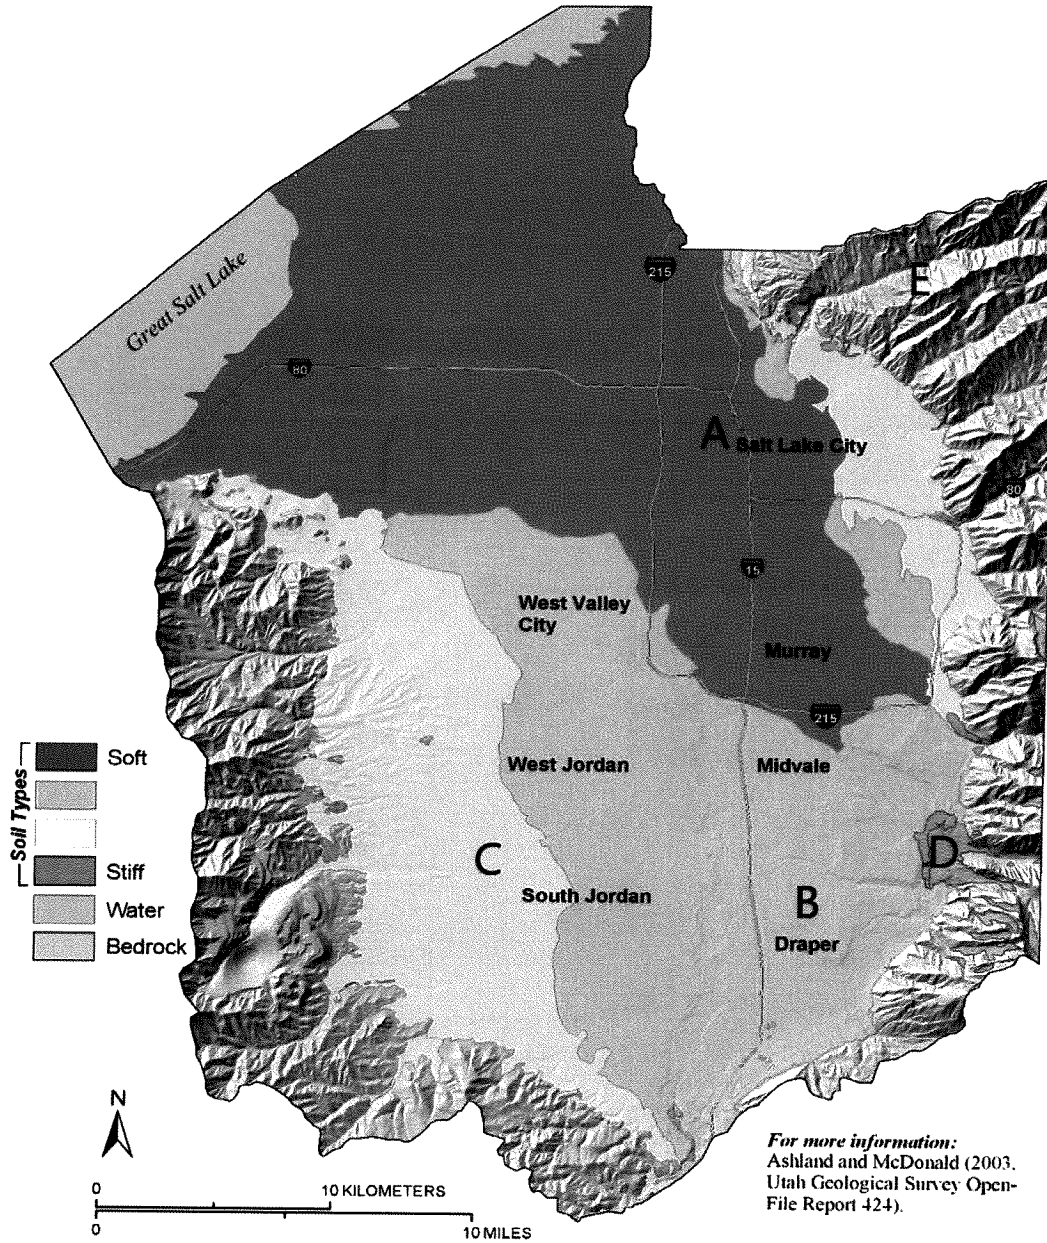 215
E
Great Salt Lake
80
A
Salt Lake City
80
15
West Valley
City
Murray
215
West Jordan
Midvale
Soil Types
Soft
Stiff
Water
Bedrock
C
D
South Jordan
B
Draper
N
0
10 KILOMETERS
0
10 MILES
For more information:
Ashland and McDonald (2003,
Utah Geological Survey Open-
File Report 424).